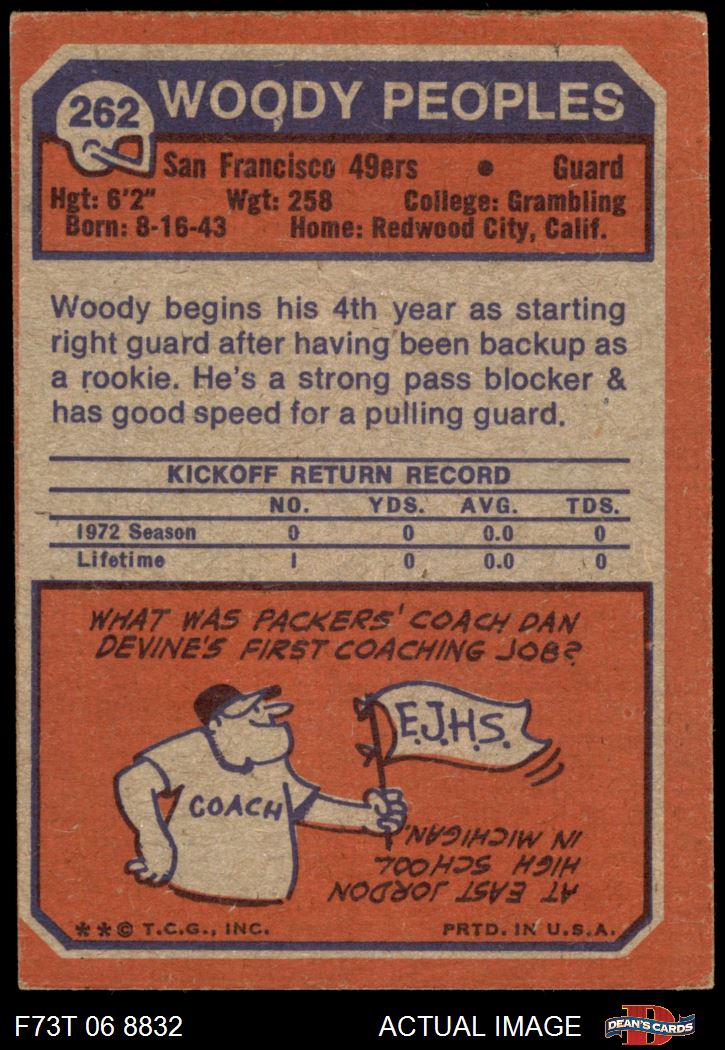 262 WOODY PEOPLES
San Francisco 49ers • Guard
Hgt: 6'2" Wgt: 258 College: Grambling
Born: 8-16-43 Home: Redwood City, Calif.
Woody begins his 4th year as starting
right guard after having been backup as
a rookie. He's a strong pass blocker &
has good speed for a pulling guard.
KICKOFF RETURN RECORD
NO. YDS. AVG. TDS.
1972 Season 0 0 0.0 0
Lifetime 1 0 0.0 0
WHAT WAS PACKERS' COACH DAN
DEVINE'S FIRST COACHING JOB?
E.J.H.S.
COACH
AT EAST JORDON
HIGH SCHOOL
IN MICHIGAN.
**© T.C.G., INC. PRTD. IN U.S.A.
F73T 06 8832 ACTUAL IMAGE D DEAN'S CARDS